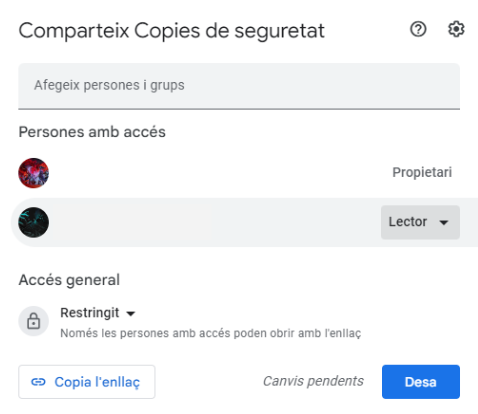 Comparteix Copies de seguretat
Afegeix persones i grups
Persones amb accés
Propietari
Lector
Accés general
Restringit
Només les persones amb accés poden obrir amb l'enllaç
Copia l'enllaç
Canvis pendents
Desa